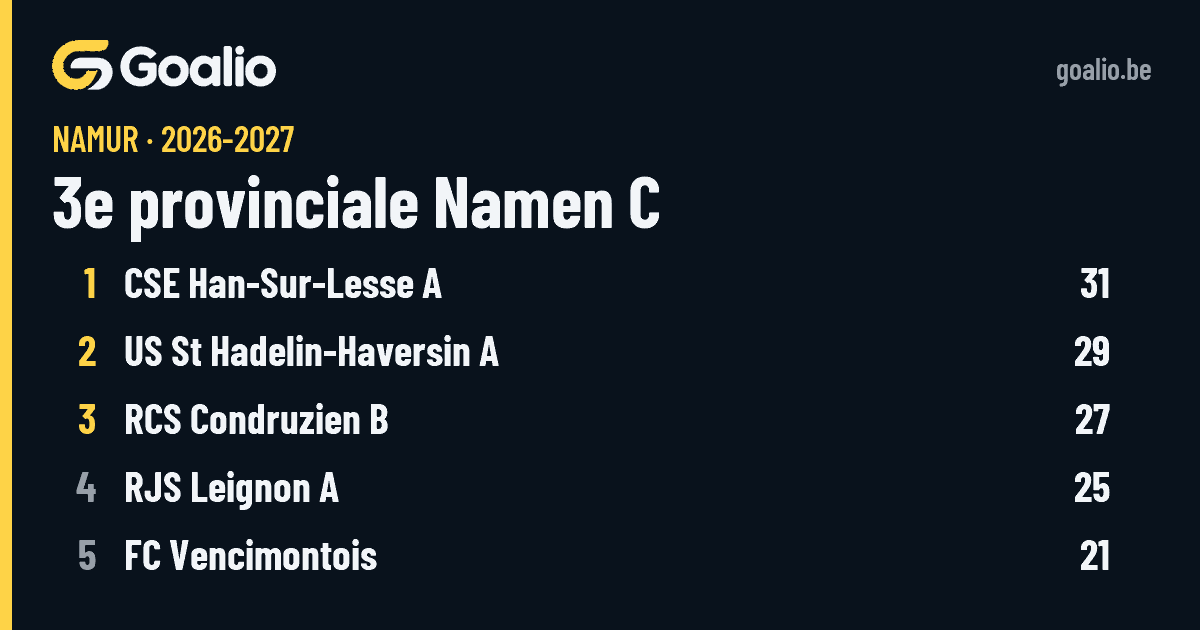 Goalio goalio.be
NAMUR · 2026-2027
3e provinciale Namen C
1 CSE Han-Sur-Lesse A 31
2 US St Hadelin-Haversin A 29
3 RCS Condruzien B 27
4 RJS Leignon A 25
5 FC Vencimontois 21